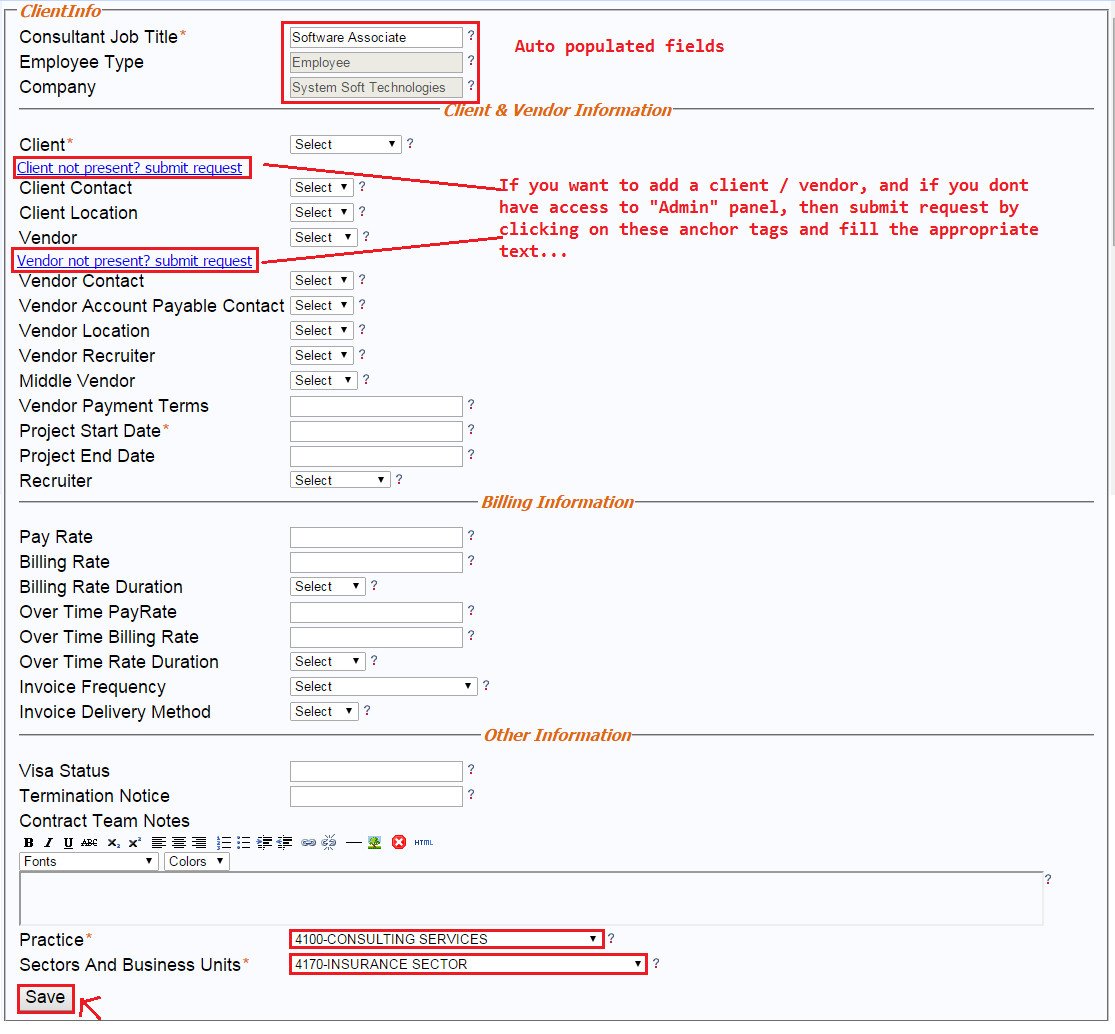 ClientInfo
Consultant Job Title* Software Associate ? Auto populated fields
Employee Type Employee ?
Company System Soft Technologies ?
Client & Vendor Information
Client* Select ?
Client not present? submit request
Client Contact Select ?
Client Location Select ?
Vendor Select ?
Vendor not present? submit request
If you want to add a client / vendor, and if you dont
have access to "Admin" panel, then submit request by
clicking on these anchor tags and fill the appropriate
text...
Vendor Contact Select ?
Vendor Account Payable Contact Select ?
Vendor Location Select ?
Vendor Recruiter Select ?
Middle Vendor Select ?
Vendor Payment Terms ?
Project Start Date* ?
Project End Date ?
Recruiter Select ?
Billing Information
Pay Rate ?
Billing Rate ?
Billing Rate Duration Select ?
Over Time PayRate ?
Over Time Billing Rate ?
Over Time Rate Duration Select ?
Invoice Frequency Select ?
Invoice Delivery Method Select ?
Other Information
Visa Status ?
Termination Notice ?
Contract Team Notes
B I U ABC X2 X2 HTML
Fonts Colors
?
Practice* 4100-CONSULTING SERVICES ?
Sectors And Business Units* 4170-INSURANCE SECTOR ?
Save